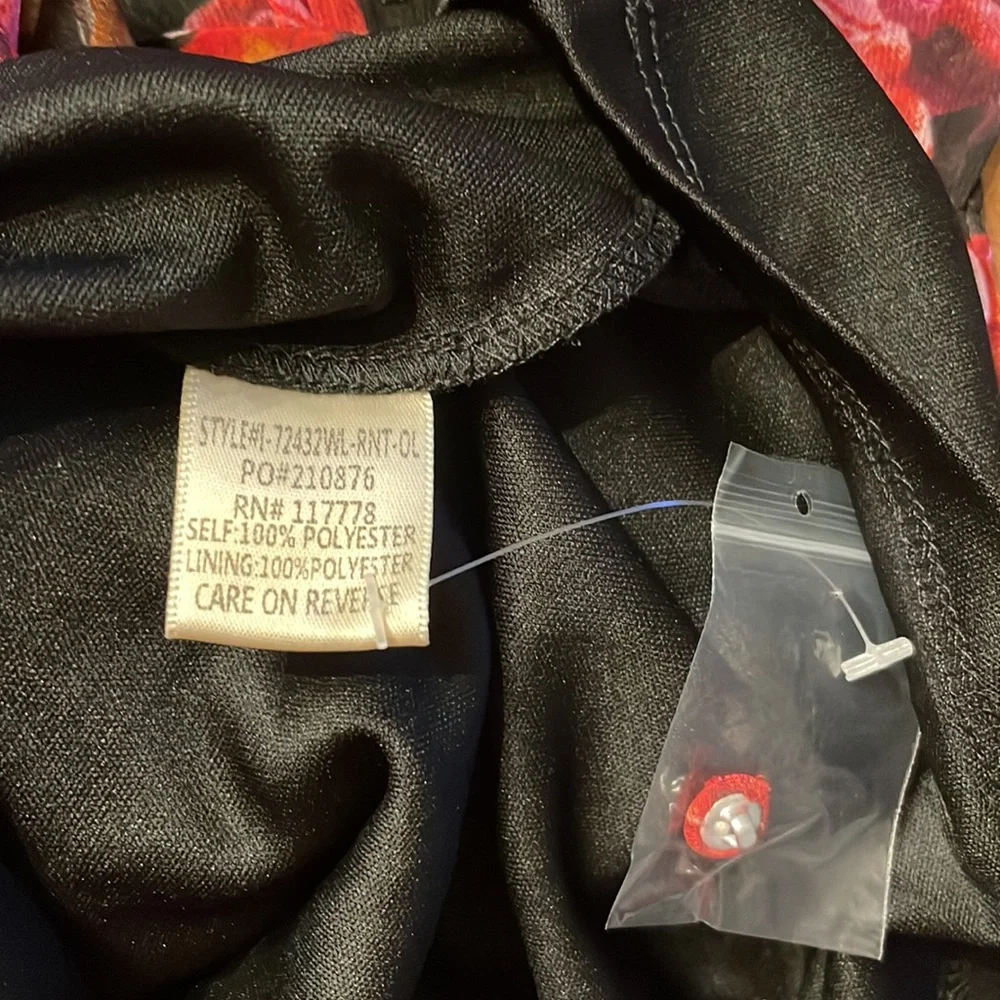 STYLE#L-72432WL-RNT-OL
PO#210876
RN# 117778
SELF:100% POLYESTER
LINING:100%POLYESTER
CARE ON REVERSE